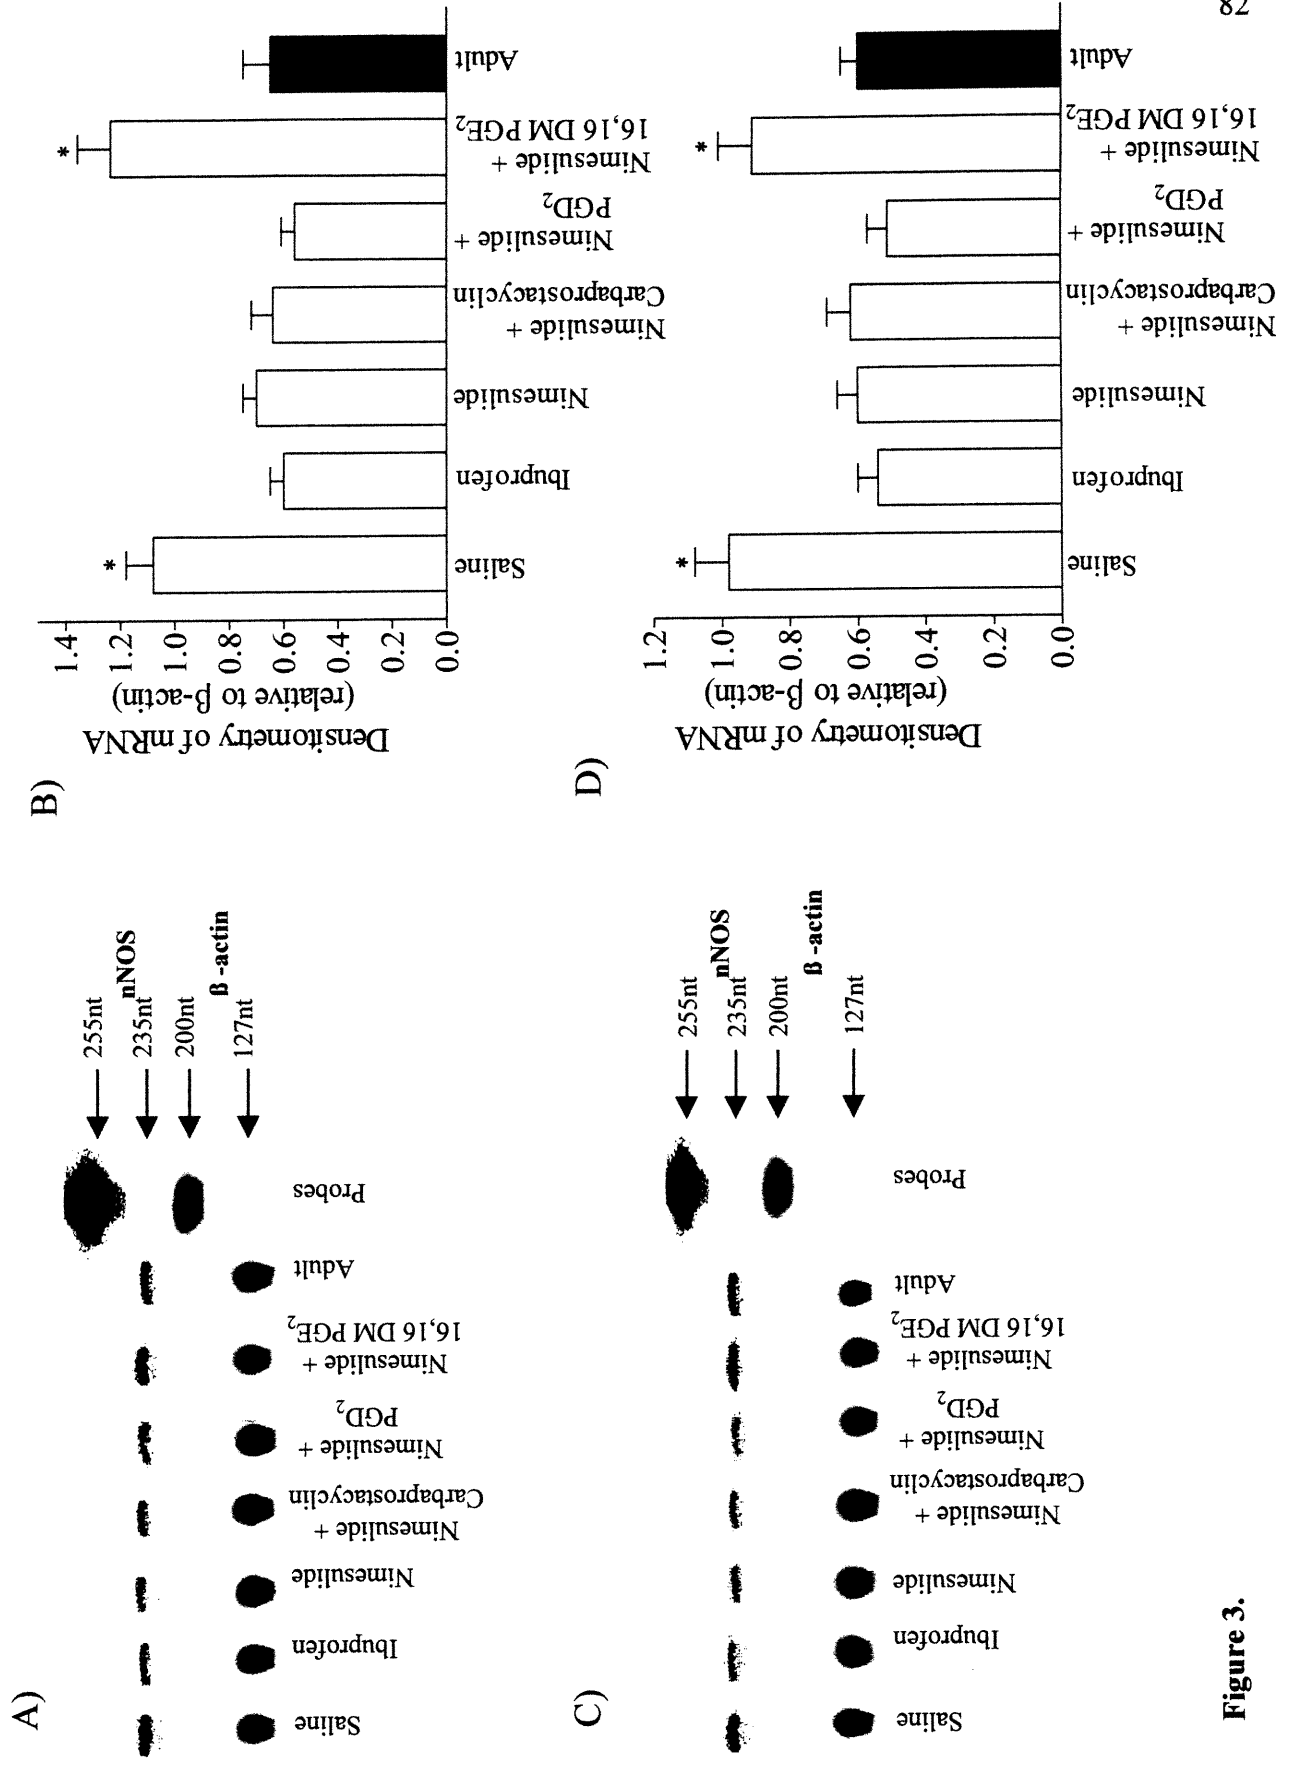 A)
255nt
nNOS
235nt
200nt
ß -actin
127nt
Saline
Ibuprofen
Nimesulide
Nimesulide +
Carbaprostacyclin
Nimesulide +
PGD₂
Nimesulide +
16,16 DM PGE₂
Adult
Probes
B)
Densitometry of mRNA
(relative to β-actin)
1.4
1.2
1.0
0.8
0.6
0.4
0.2
0.0
*
*
Saline
Ibuprofen
Nimesulide
Nimesulide +
Carbaprostacyclin
Nimesulide +
PGD₂
Nimesulide +
16,16 DM PGE₂
Adult
C)
255nt
nNOS
235nt
200nt
ß -actin
127nt
Saline
Ibuprofen
Nimesulide
Nimesulide +
Carbaprostacyclin
Nimesulide +
PGD₂
Nimesulide +
16,16 DM PGE₂
Adult
Probes
D)
Densitometry of mRNA
(relative to β-actin)
1.2
1.0
0.8
0.6
0.4
0.2
0.0
*
*
Saline
Ibuprofen
Nimesulide
Nimesulide +
Carbaprostacyclin
Nimesulide +
PGD₂
Nimesulide +
16,16 DM PGE₂
Adult
Figure 3.
78